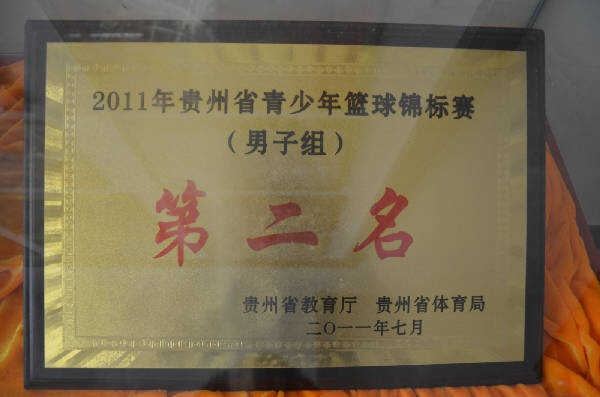 2011年贵州省青少年篮球锦标赛
（男子组）
第二名
贵州省教育厅 贵州省体育局
二〇一一年七月